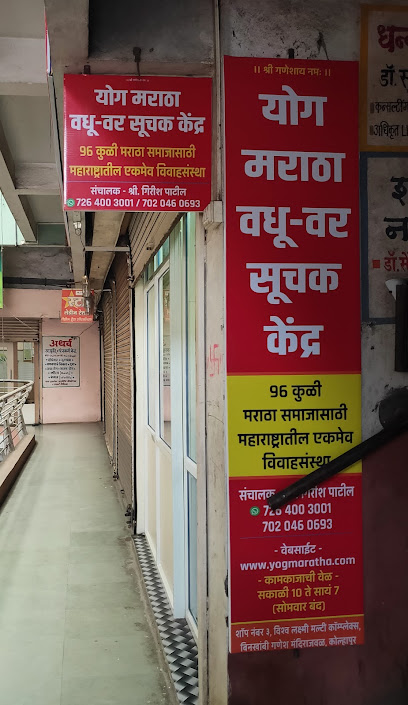 योग मराठा
वधू-वर सूचक केंद्र
96 कुळी मराठा समाजासाठी
महाराष्ट्रातील एकमेव विवाहसंस्था
संचालक - श्री. गिरीश पाटील
726 400 3001 / 702 046 0693
।। श्री गणेशाय नमः ।।
योग
मराठा
वधू-वर
सूचक
केंद्र
96 कुळी
मराठा समाजासाठी
महाराष्ट्रातील एकमेव
विवाहसंस्था
संचालक गिरीश पाटील
726 400 3001
702 046 0693
- वेबसाईट -
www.yogmaratha.com
- कामकाजाची वेळ -
सकाळी 10 ते सायं 7
(सोमवार बंद)
शॉप नंबर 3, विश्व लक्ष्मी मल्टी कॉम्प्लेक्स,
बिनखांबी गणेश मंदिराजवळ, कोल्हापूर
स्टार
अथर्व
धन
डॉ. सु